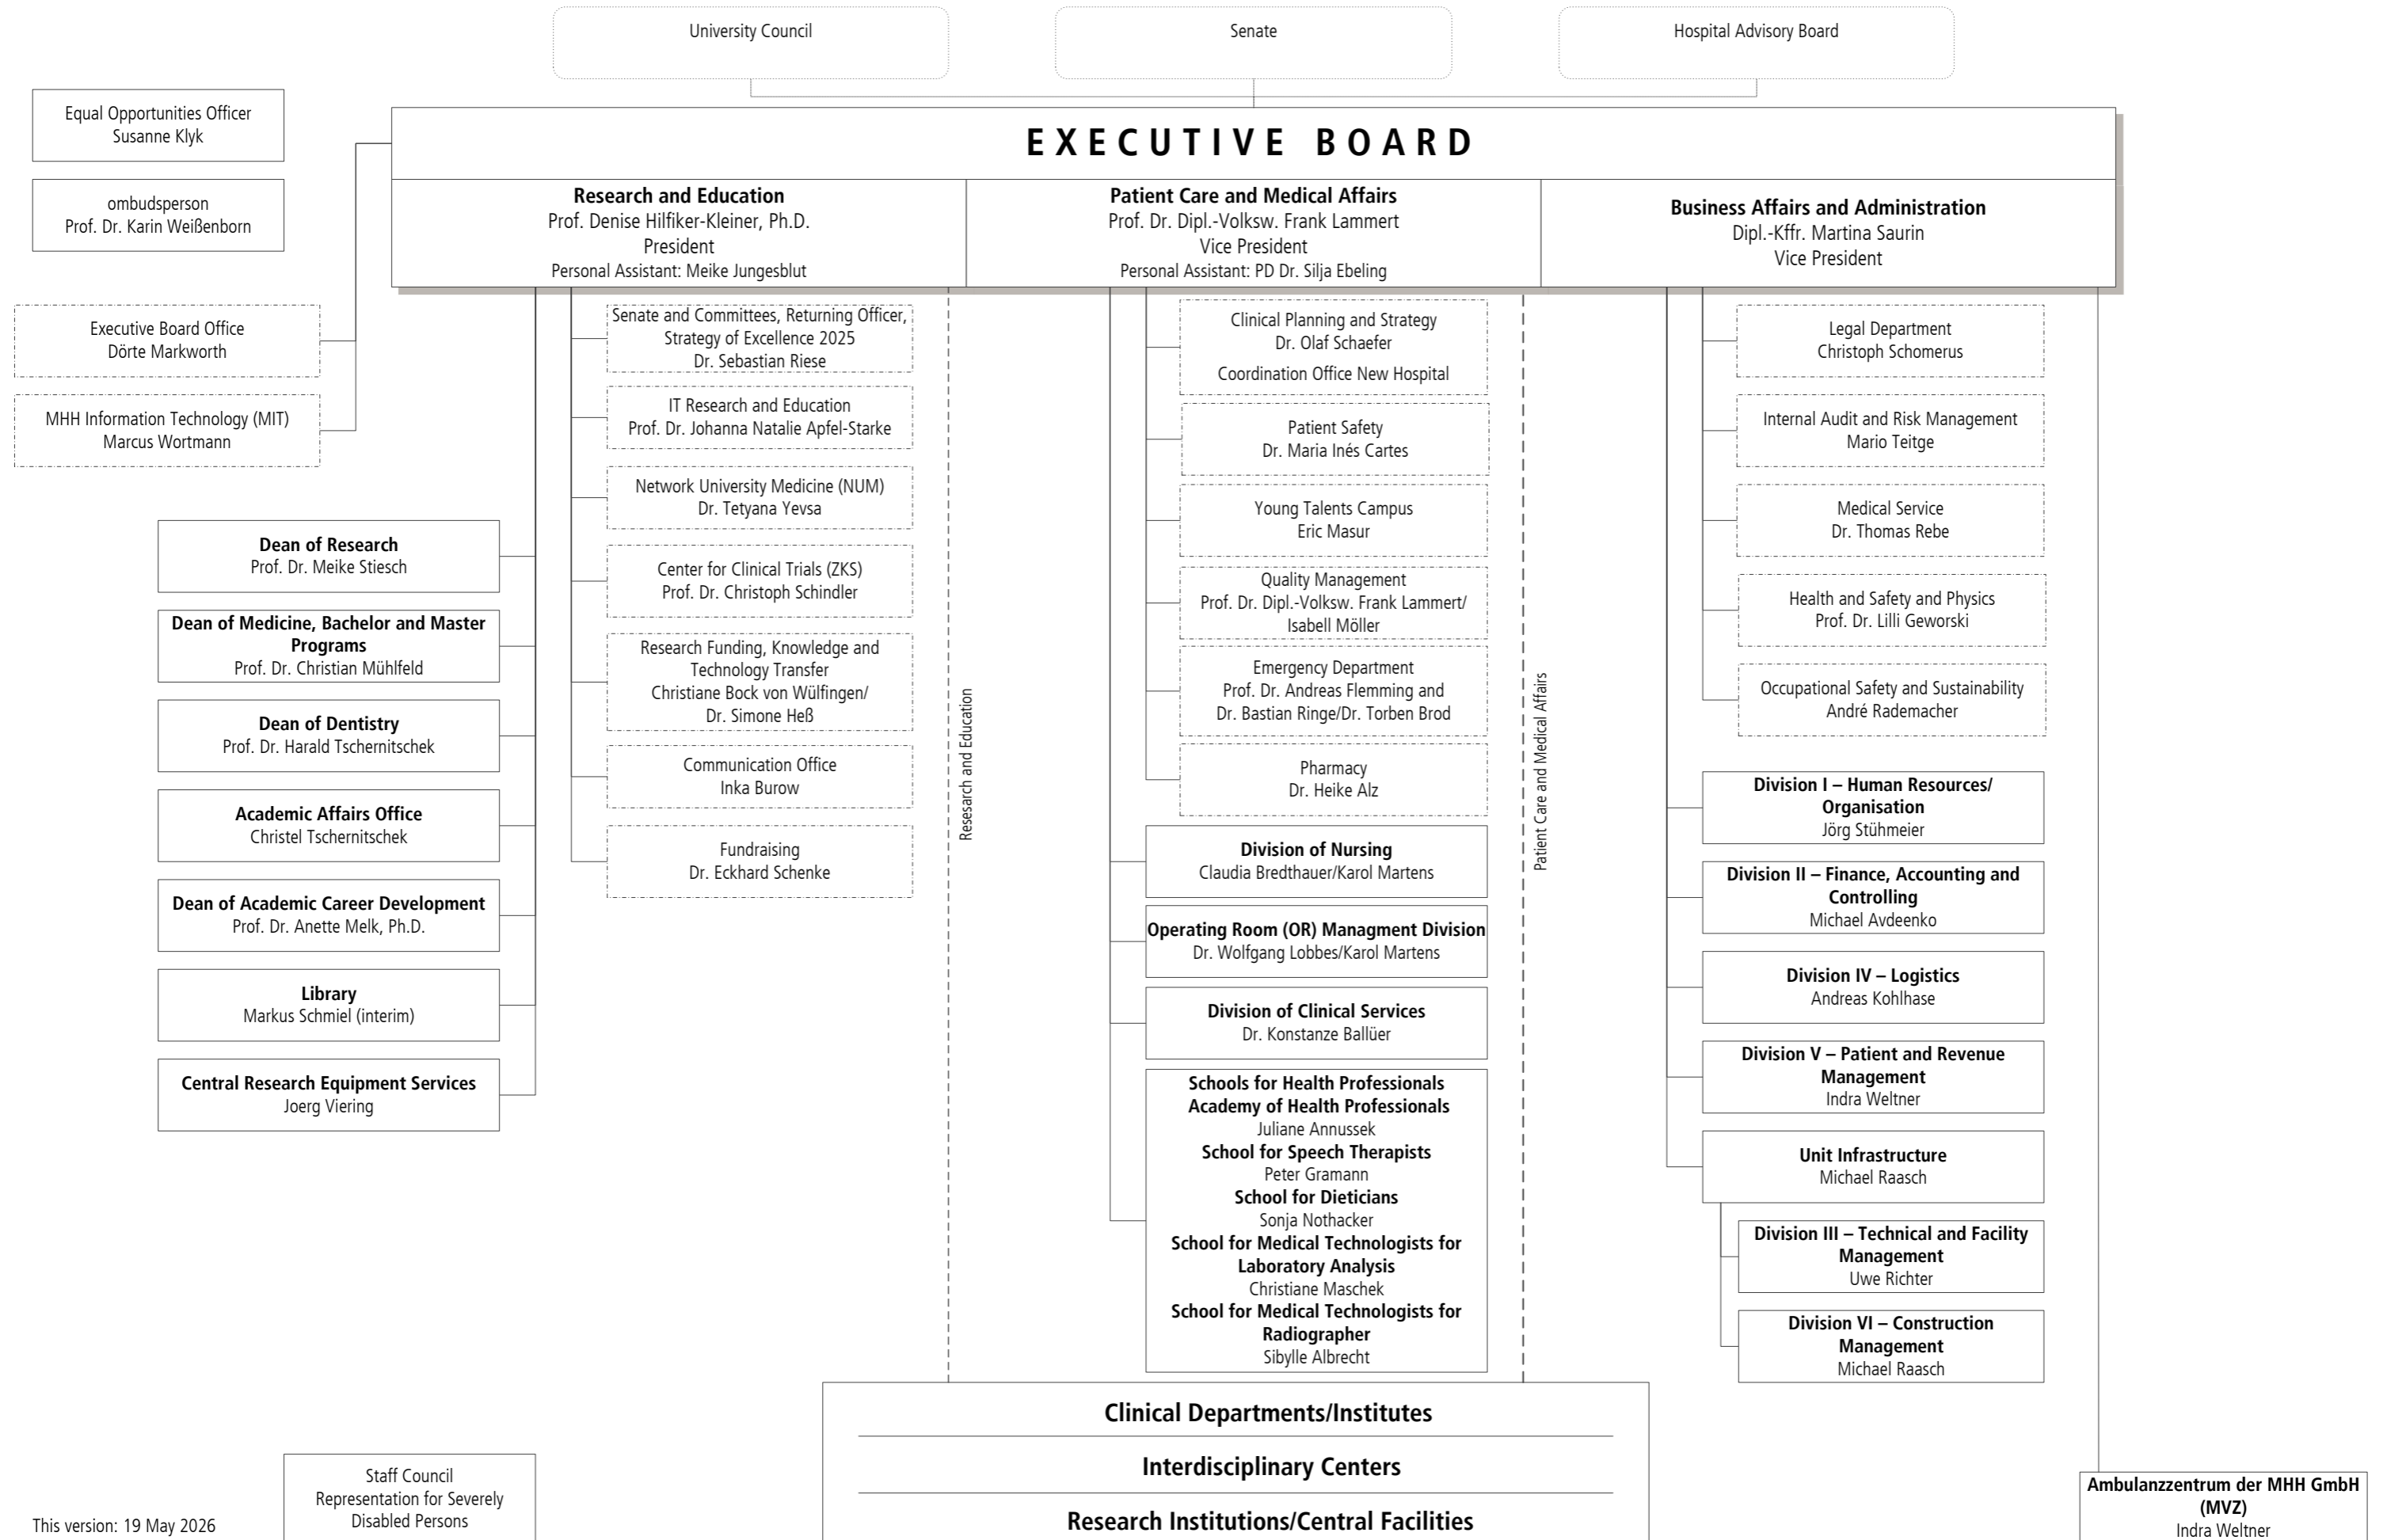 University Council
Senate
Hospital Advisory Board
Equal Opportunities Officer
Susanne Klyk
ombudsperson
Prof. Dr. Karin Weißenborn
EXECUTIVE BOARD
Research and Education
Prof. Denise Hilfiker-Kleiner, Ph.D.
President
Personal Assistant: Meike Jungesblut
Patient Care and Medical Affairs
Prof. Dr. Dipl.-Volksw. Frank Lammert
Vice President
Personal Assistant: PD Dr. Silja Ebeling
Business Affairs and Administration
Dipl.-Kffr. Martina Saurin
Vice President
Executive Board Office
Dörte Markworth
MHH Information Technology (MIT)
Marcus Wortmann
Dean of Research
Prof. Dr. Meike Stiesch
Dean of Medicine, Bachelor and Master
Programs
Prof. Dr. Christian Mühlfeld
Dean of Dentistry
Prof. Dr. Harald Tschernitschek
Academic Affairs Office
Christel Tschernitschek
Dean of Academic Career Development
Prof. Dr. Anette Melk, Ph.D.
Library
Markus Schmiel (interim)
Central Research Equipment Services
Joerg Viering
Senate and Committees, Returning Officer,
Strategy of Excellence 2025
Dr. Sebastian Riese
IT Research and Education
Prof. Dr. Johanna Natalie Apfel-Starke
Network University Medicine (NUM)
Dr. Tetyana Yevsa
Center for Clinical Trials (ZKS)
Prof. Dr. Christoph Schindler
Research Funding, Knowledge and
Technology Transfer
Christiane Bock von Wülfingen/
Dr. Simone Heß
Communication Office
Inka Burow
Fundraising
Dr. Eckhard Schenke
Research and Education
Clinical Planning and Strategy
Dr. Olaf Schaefer
Coordination Office New Hospital
Patient Safety
Dr. Maria Inés Cartes
Young Talents Campus
Eric Masur
Quality Management
Prof. Dr. Dipl.-Volksw. Frank Lammert/
Isabell Möller
Emergency Department
Prof. Dr. Andreas Flemming and
Dr. Bastian Ringe/Dr. Torben Brod
Pharmacy
Dr. Heike Alz
Division of Nursing
Claudia Bredthauer/Karol Martens
Operating Room (OR) Managment Division
Dr. Wolfgang Lobbes/Karol Martens
Division of Clinical Services
Dr. Konstanze Ballüer
Schools for Health Professionals
Academy of Health Professionals
Juliane Annussek
School for Speech Therapists
Peter Gramann
School for Dieticians
Sonja Nothacker
School for Medical Technologists for
Laboratory Analysis
Christiane Maschek
School for Medical Technologists for
Radiographer
Sibylle Albrecht
Patient Care and Medical Affairs
Legal Department
Christoph Schomerus
Internal Audit and Risk Management
Mario Teitge
Medical Service
Dr. Thomas Rebe
Health and Safety and Physics
Prof. Dr. Lilli Geworski
Occupational Safety and Sustainability
André Rademacher
Division I – Human Resources/
Organisation
Jörg Stühmeier
Division II – Finance, Accounting and
Controlling
Michael Avdeenko
Division IV – Logistics
Andreas Kohlhase
Division V – Patient and Revenue
Management
Indra Weltner
Unit Infrastructure
Michael Raasch
Division III – Technical and Facility
Management
Uwe Richter
Division VI – Construction
Management
Michael Raasch
Clinical Departments/Institutes
Interdisciplinary Centers
Research Institutions/Central Facilities
This version: 19 May 2026
Staff Council
Representation for Severely
Disabled Persons
Ambulanzzentrum der MHH GmbH
(MVZ)
Indra Weltner